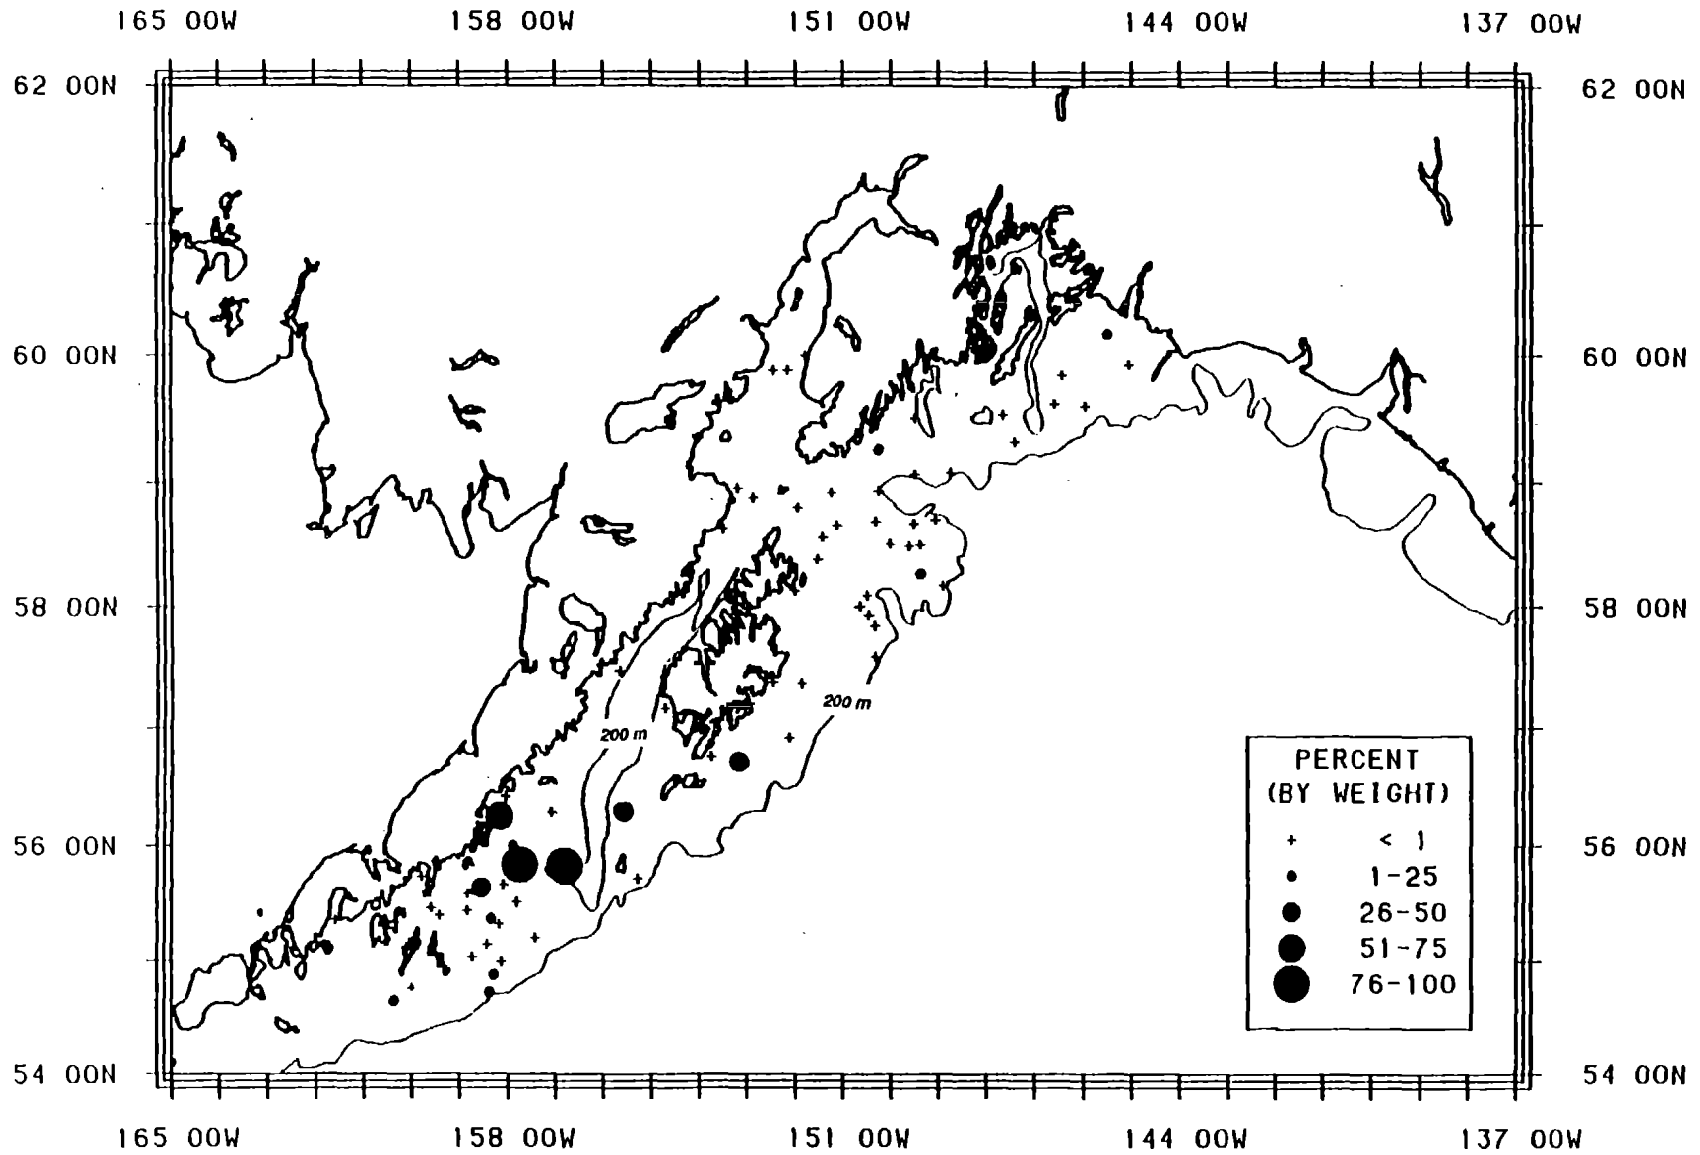 165 00W 158 00W 151 00W 144 00W 137 00W
62 00N 62 00N
60 00N 60 00N
58 00N 58 00N
200 m
200 m
PERCENT
(BY WEIGHT)
+ < 1
1-25
26-50
56 00N 56 00N
51-75
76-100
54 00N 54 00N
165 00W 158 00W 151 00W 144 00W 137 00W